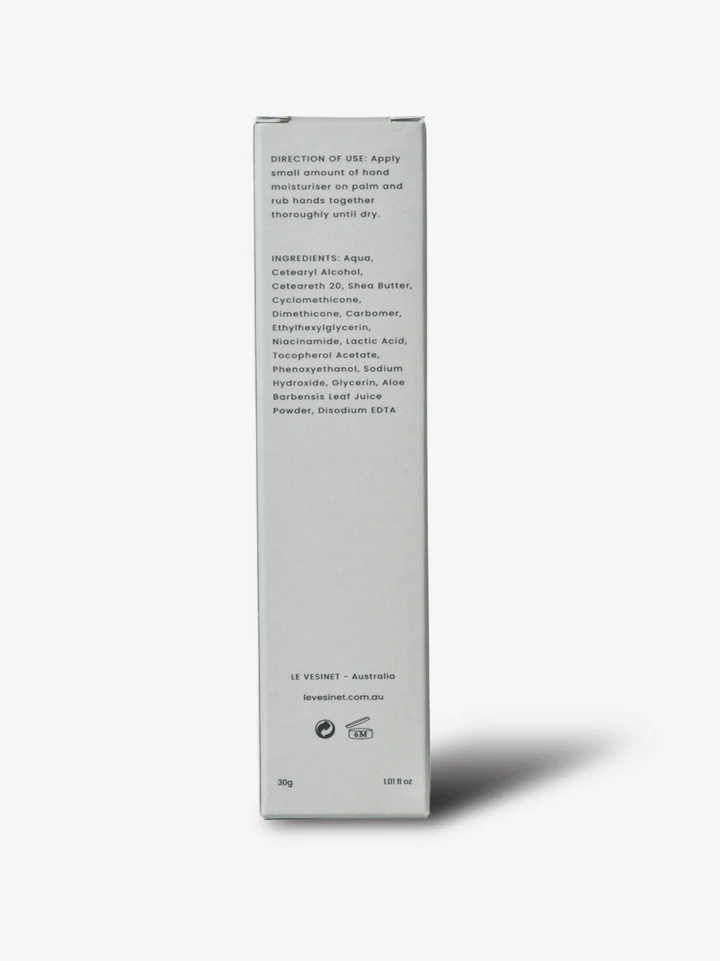 DIRECTION OF USE: Apply
small amount of hand
moisturiser on palm and
rub hands together
thoroughly until dry.
INGREDIENTS: Aqua,
Cetearyl Alcohol,
Ceteareth 20, Shea Butter,
Cyclomethicone,
Dimethicone, Carbomer,
Ethylhexylglycerin,
Niacinamide, Lactic Acid,
Tocopherol Acetate,
Phenoxyethanol, Sodium
Hydroxide, Glycerin, Aloe
Barbensis Leaf Juice
Powder, Disodium EDTA
LE VESINET - Australia
levesinet.com.au
6M
30g 1.01 fl oz